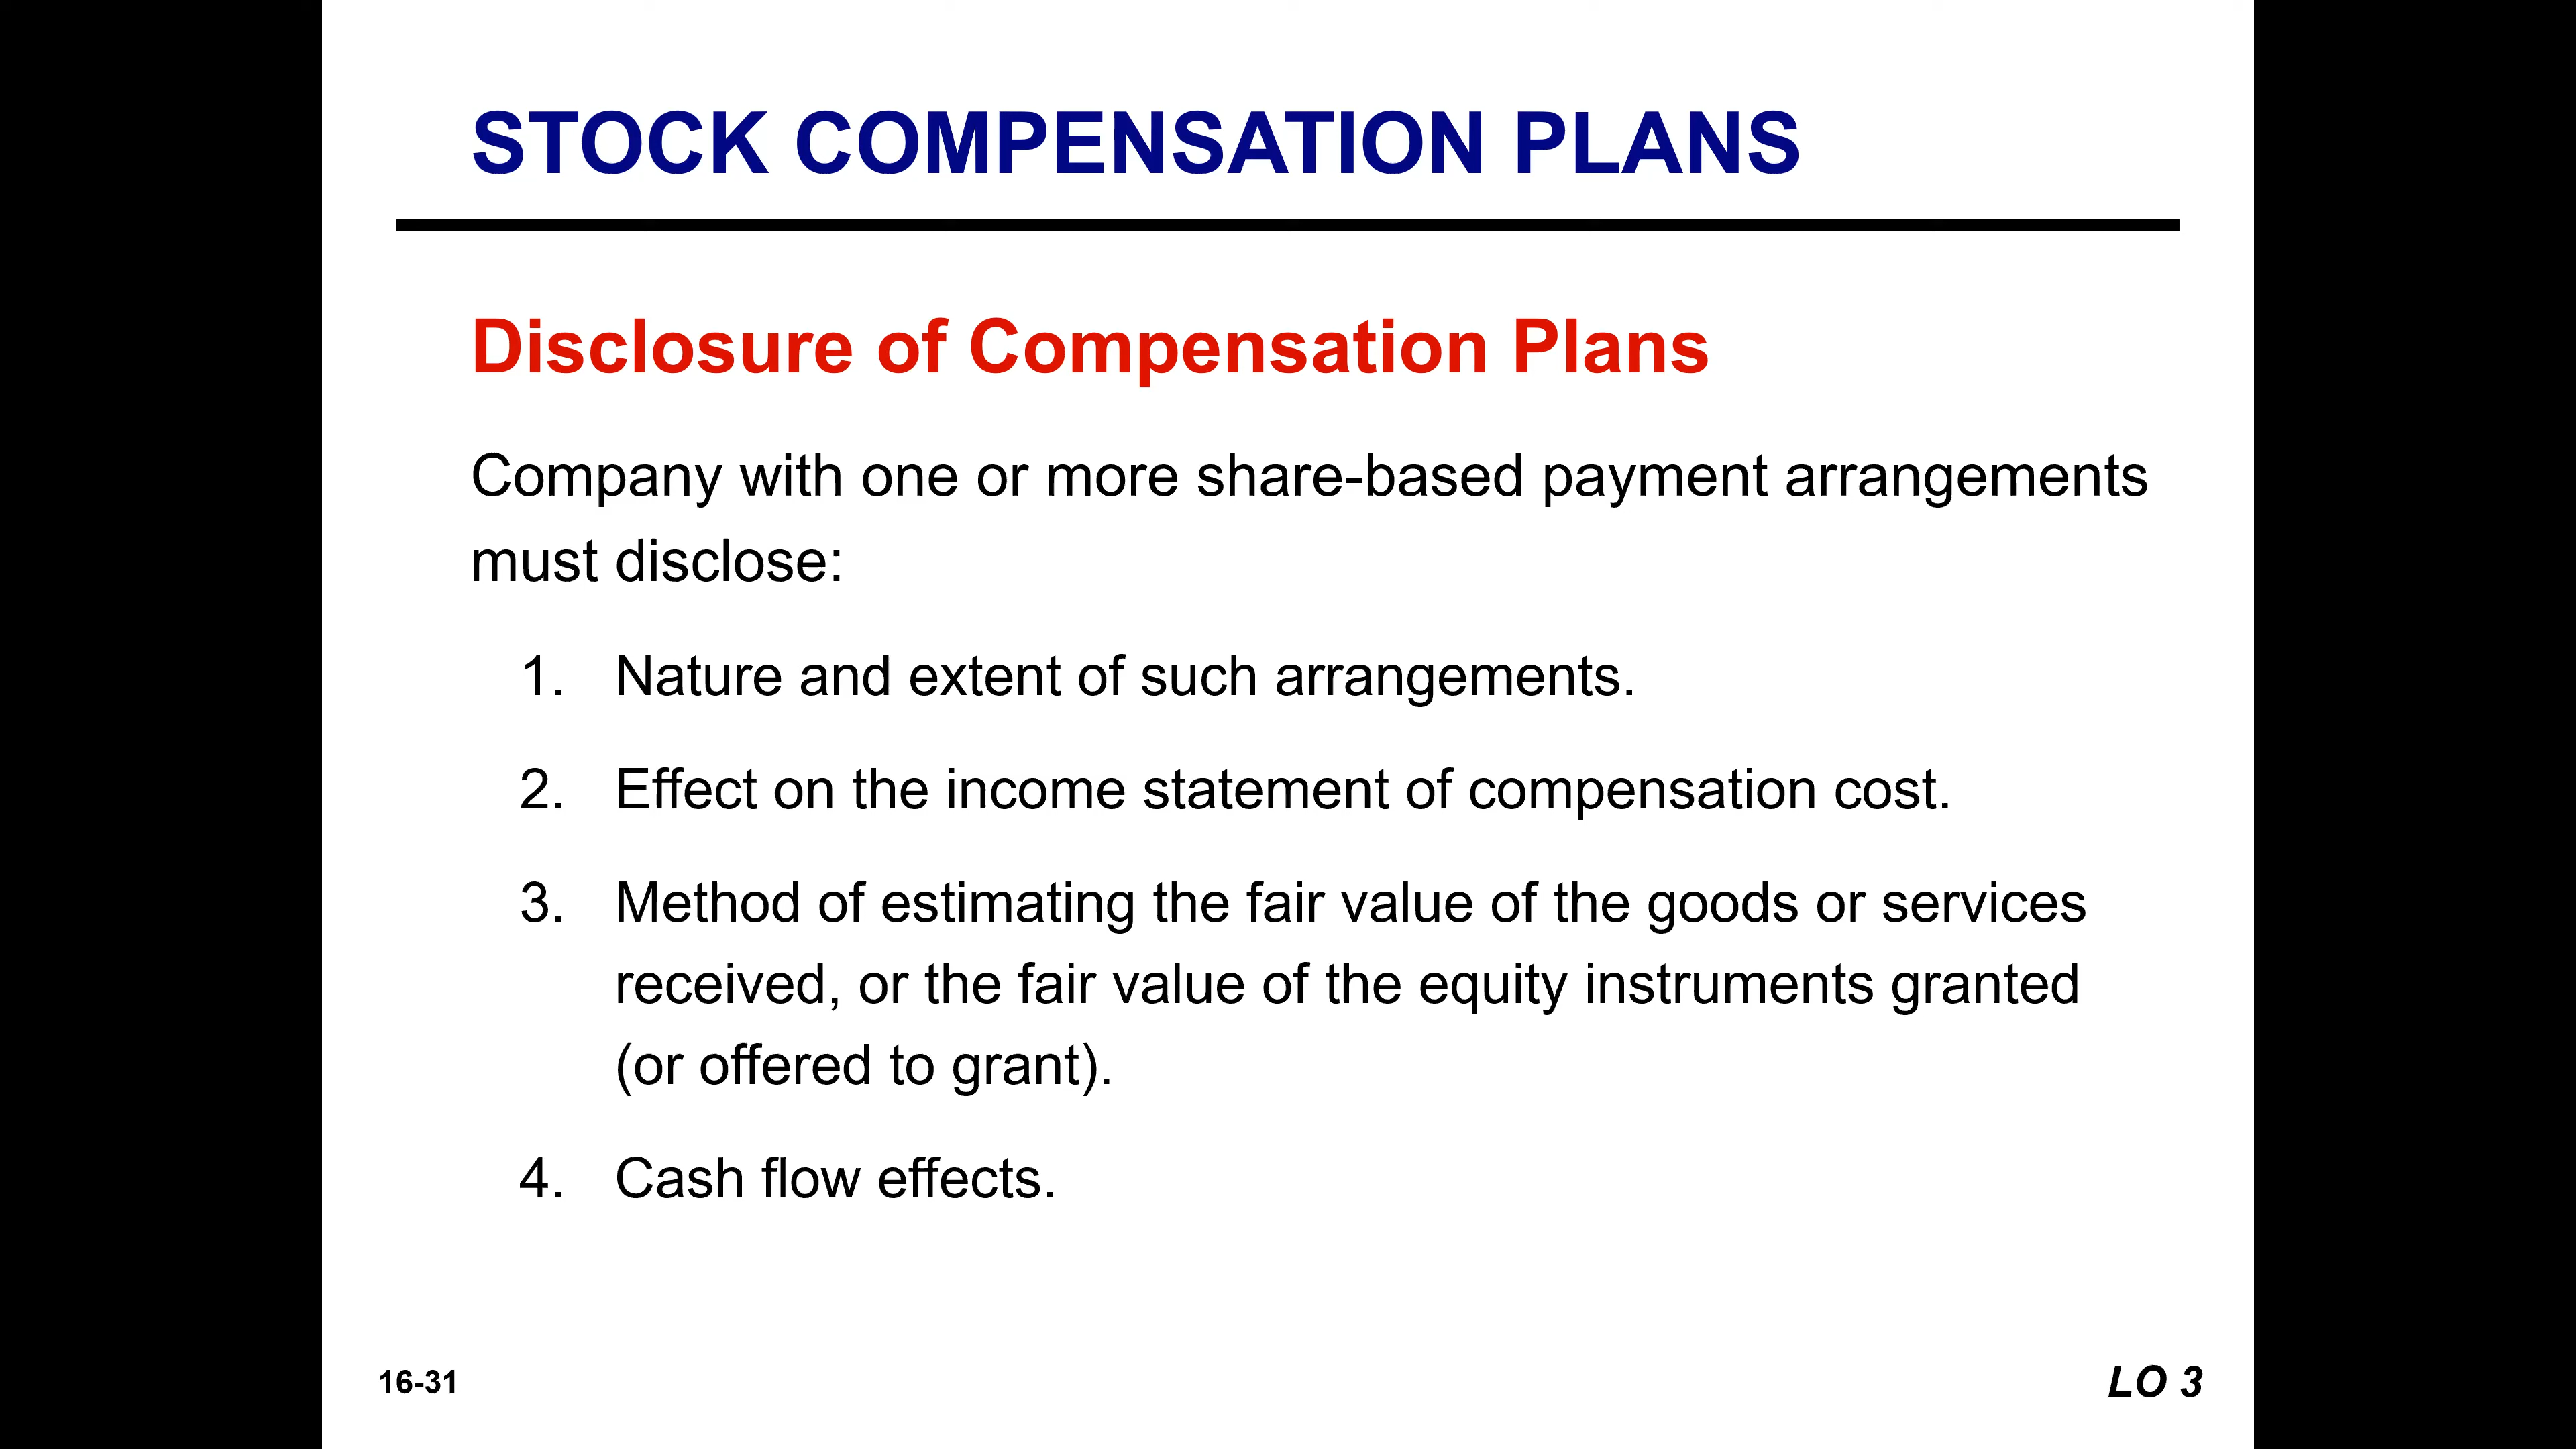 STOCK COMPENSATION PLANS
Disclosure of Compensation Plans
Company with one or more share-based payment arrangements
must disclose:
1. Nature and extent of such arrangements.
2. Effect on the income statement of compensation cost.
3. Method of estimating the fair value of the goods or services
received, or the fair value of the equity instruments granted
(or offered to grant).
4. Cash flow effects.
16-31
LO 3